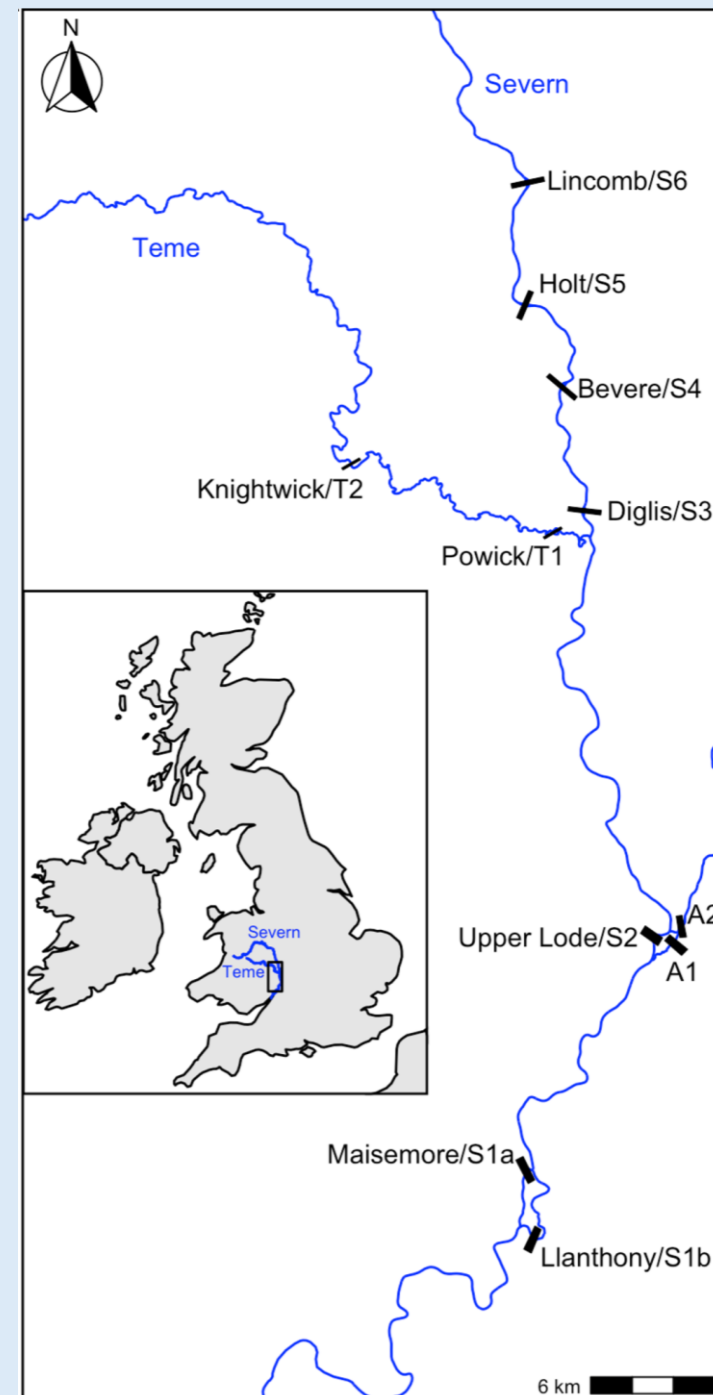 N
Severn
Lincomb/S6
Teme
Holt/S5
Bevere/S4
Knightwick/T2
Diglis/S3
Powick/T1
A2
Upper Lode/S2
A1
Severn
Teme
Maisemore/S1a
Llanthony/S1b
6 km